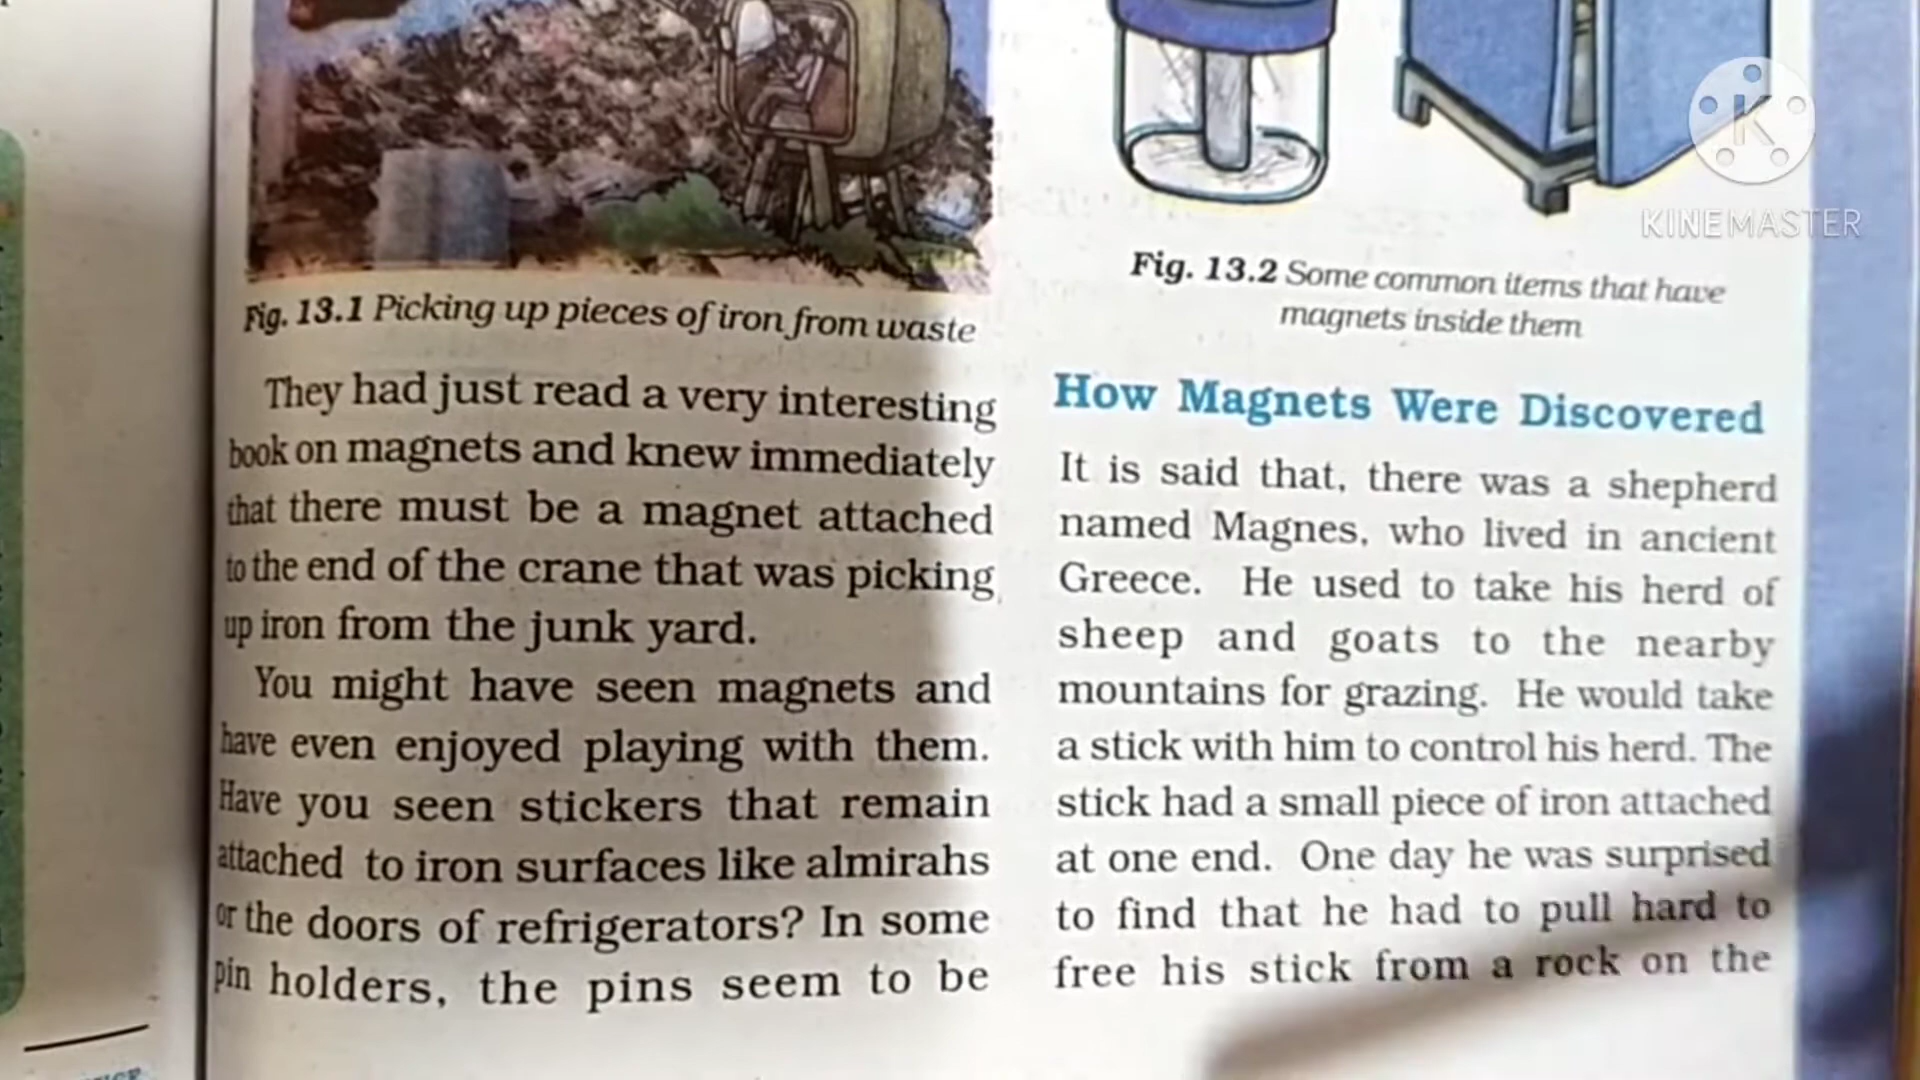 Fig. 13.1 Picking up pieces of iron from waste
They had just read a very interesting
book on magnets and knew immediately
that there must be a magnet attached
to the end of the crane that was picking
up iron from the junk yard.
You might have seen magnets and
have even enjoyed playing with them.
Have you seen stickers that remain
attached to iron surfaces like almirahs
or the doors of refrigerators? In some
pin holders, the pins seem to be
K
KINEMASTER
Fig. 13.2 Some common items that have
magnets inside them
How Magnets Were Discovered
It is said that, there was a shepherd
named Magnes, who lived in ancient
Greece. He used to take his herd of
sheep and goats to the nearby
mountains for grazing. He would take
a stick with him to control his herd. The
stick had a small piece of iron attached
at one end. One day he was surprised
to find that he had to pull hard to
free his stick from a rock on the